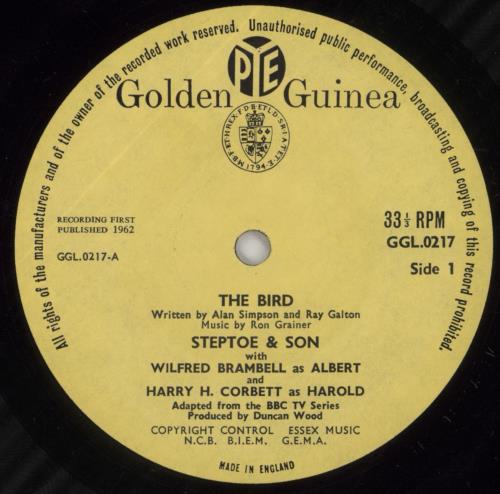 All rights of the manufacturers and of the owner of the recorded work reserved. Unauthorised public performance, broadcasting and copying of this record prohibited.
PYE
Golden Guinea
RECORDING FIRST
PUBLISHED 1962
GGL.0217-A
33⅓ RPM
GGL.0217
Side 1
THE BIRD
Written by Alan Simpson and Ray Galton
Music by Ron Grainer
STEPTOE & SON
with
WILFRED BRAMBELL as ALBERT
and
HARRY H. CORBETT as HAROLD
Adapted from the BBC TV Series
Produced by Duncan Wood
COPYRIGHT CONTROL ESSEX MUSIC
N.C.B. B.I.E.M. G.E.M.A.
MADE IN ENGLAND